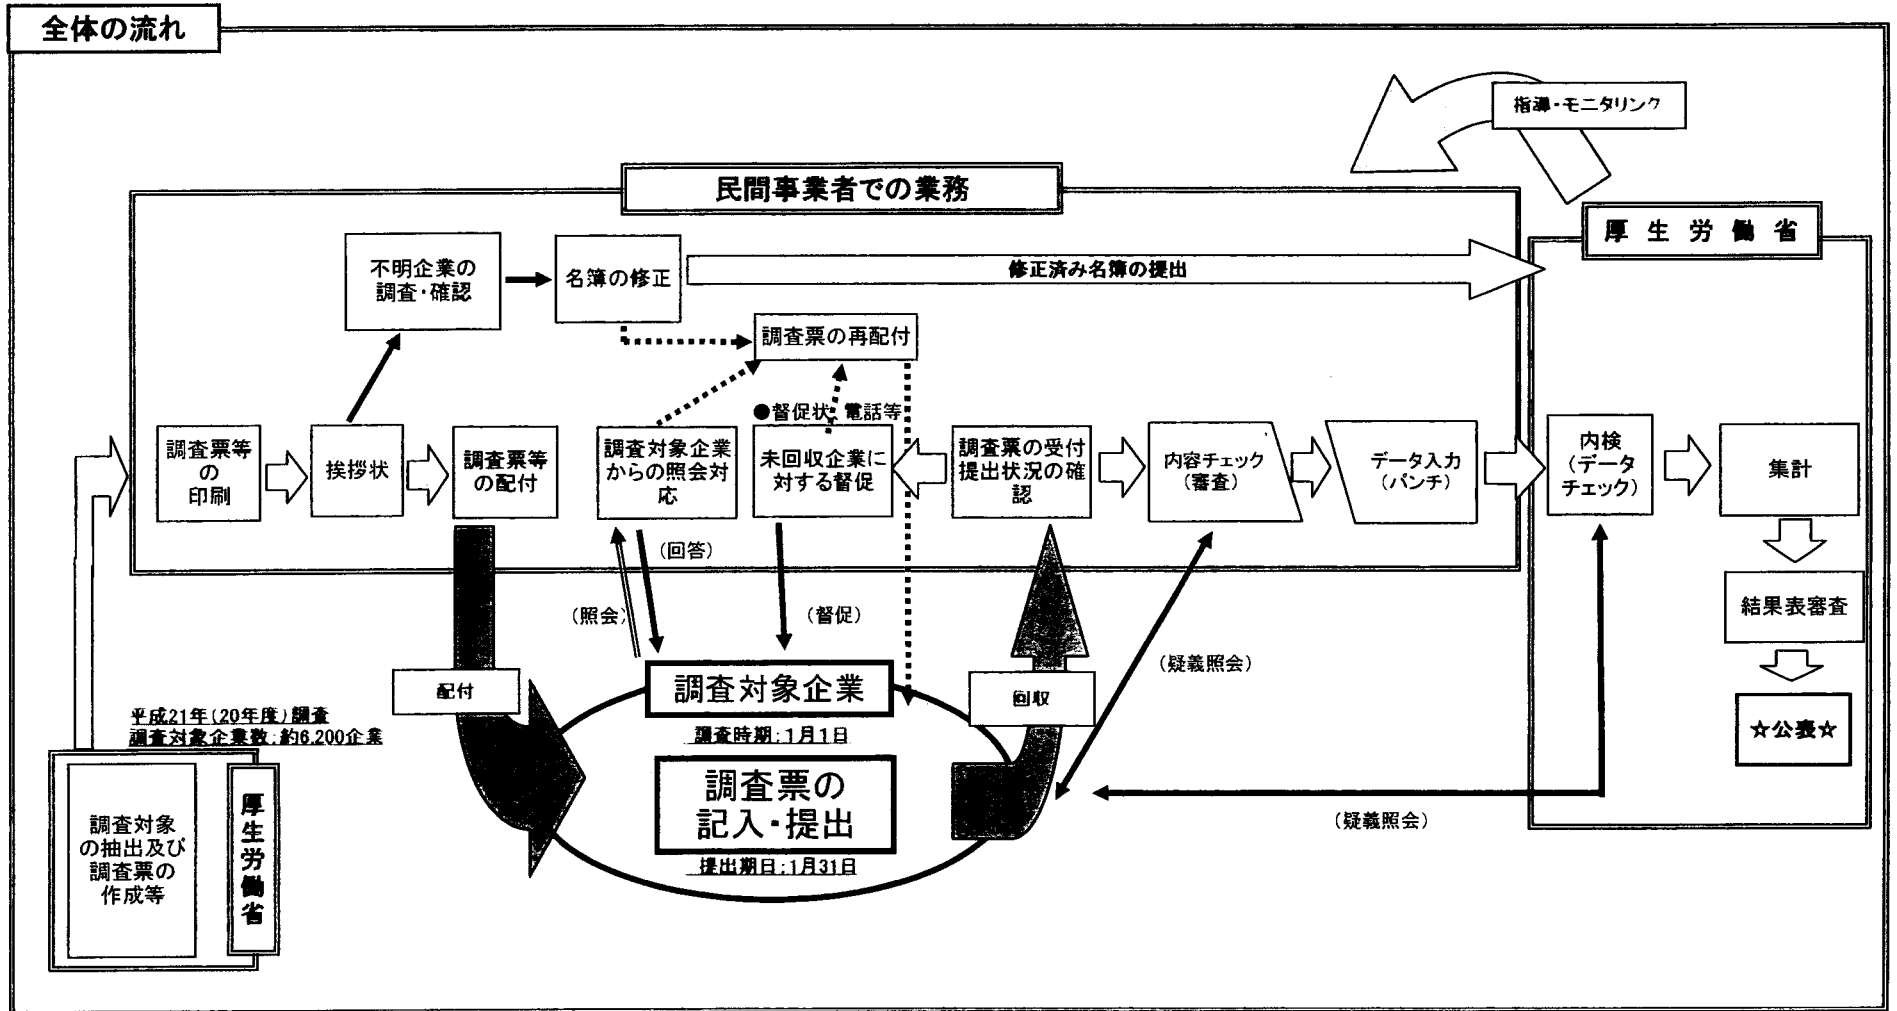 全体の流れ
指導・モニタリング
民間事業者での業務
厚生労働省
不明企業の
調査・確認
名簿の修正
修正済み名簿の提出
調査票の再配付
●督促状、電話等
調査票等
の
印刷
挨拶状
調査票等
の配付
調査対象企業
からの照会対
応
未回収企業に
対する督促
調査票の受付
提出状況の確
認
内容チェック
(審査)
データ入力
(パンチ)
内検
(データ
チェック)
集計
(回答)
(照会)
(督促)
結果表審査
(疑義照会)
配付
調査対象企業
回収
平成21年(20年度)調査
調査対象企業数:約6,200企業
調査時期:1月1日
☆公表☆
調査票の
記入・提出
(疑義照会)
提出期日:1月31日
調査対象
の抽出及び
調査票の
作成等
厚生労働省